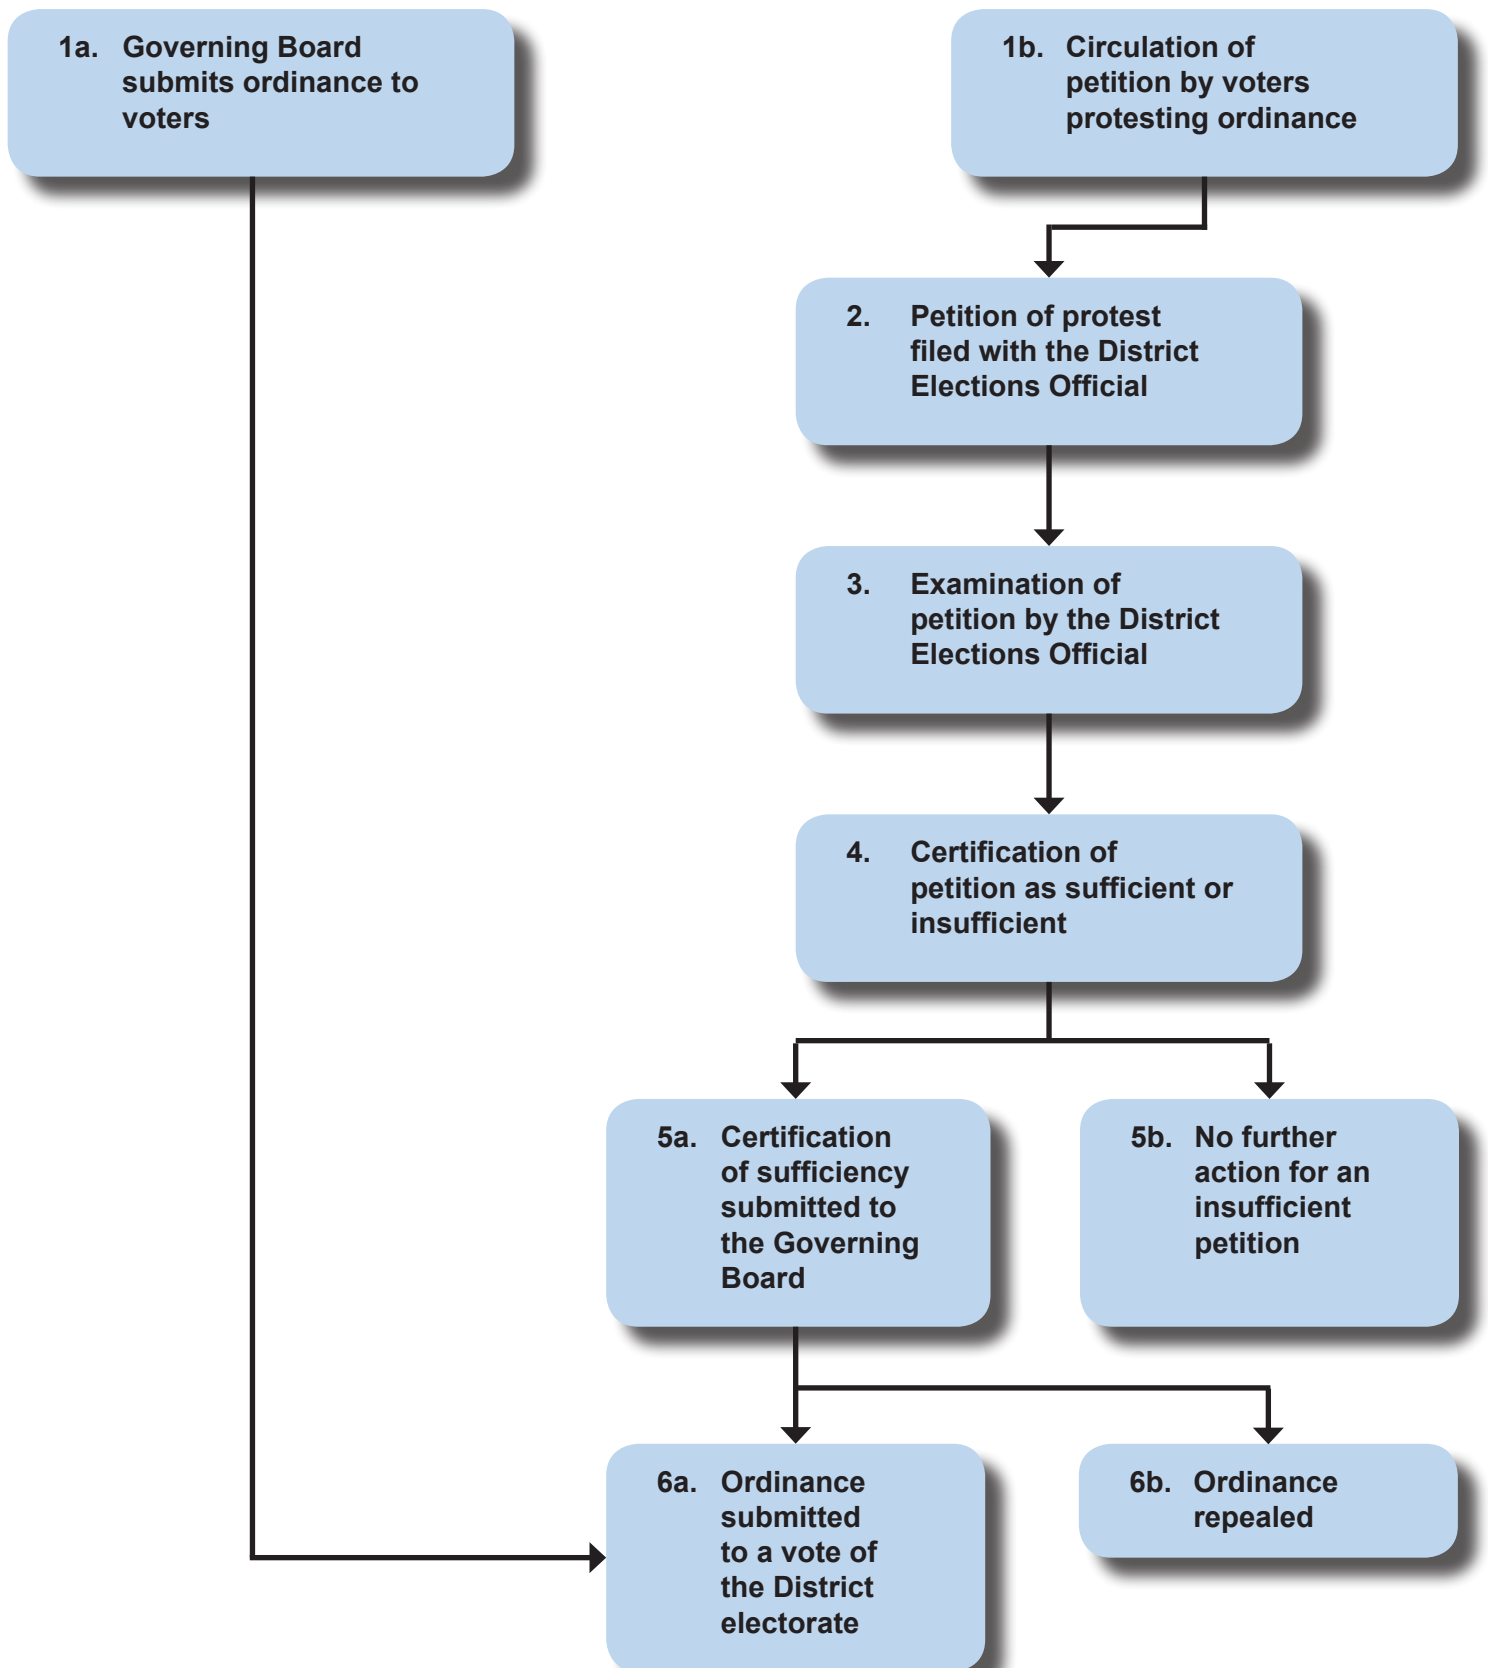 1a. Governing Board
submits ordinance to
voters
1b. Circulation of
petition by voters
protesting ordinance
2. Petition of protest
filed with the District
Elections Official
3. Examination of
petition by the District
Elections Official
4. Certification of
petition as sufficient or
insufficient
5a. Certification
of sufficiency
submitted to
the Governing
Board
5b. No further
action for an
insufficient
petition
6a. Ordinance
submitted
to a vote of
the District
electorate
6b. Ordinance
repealed